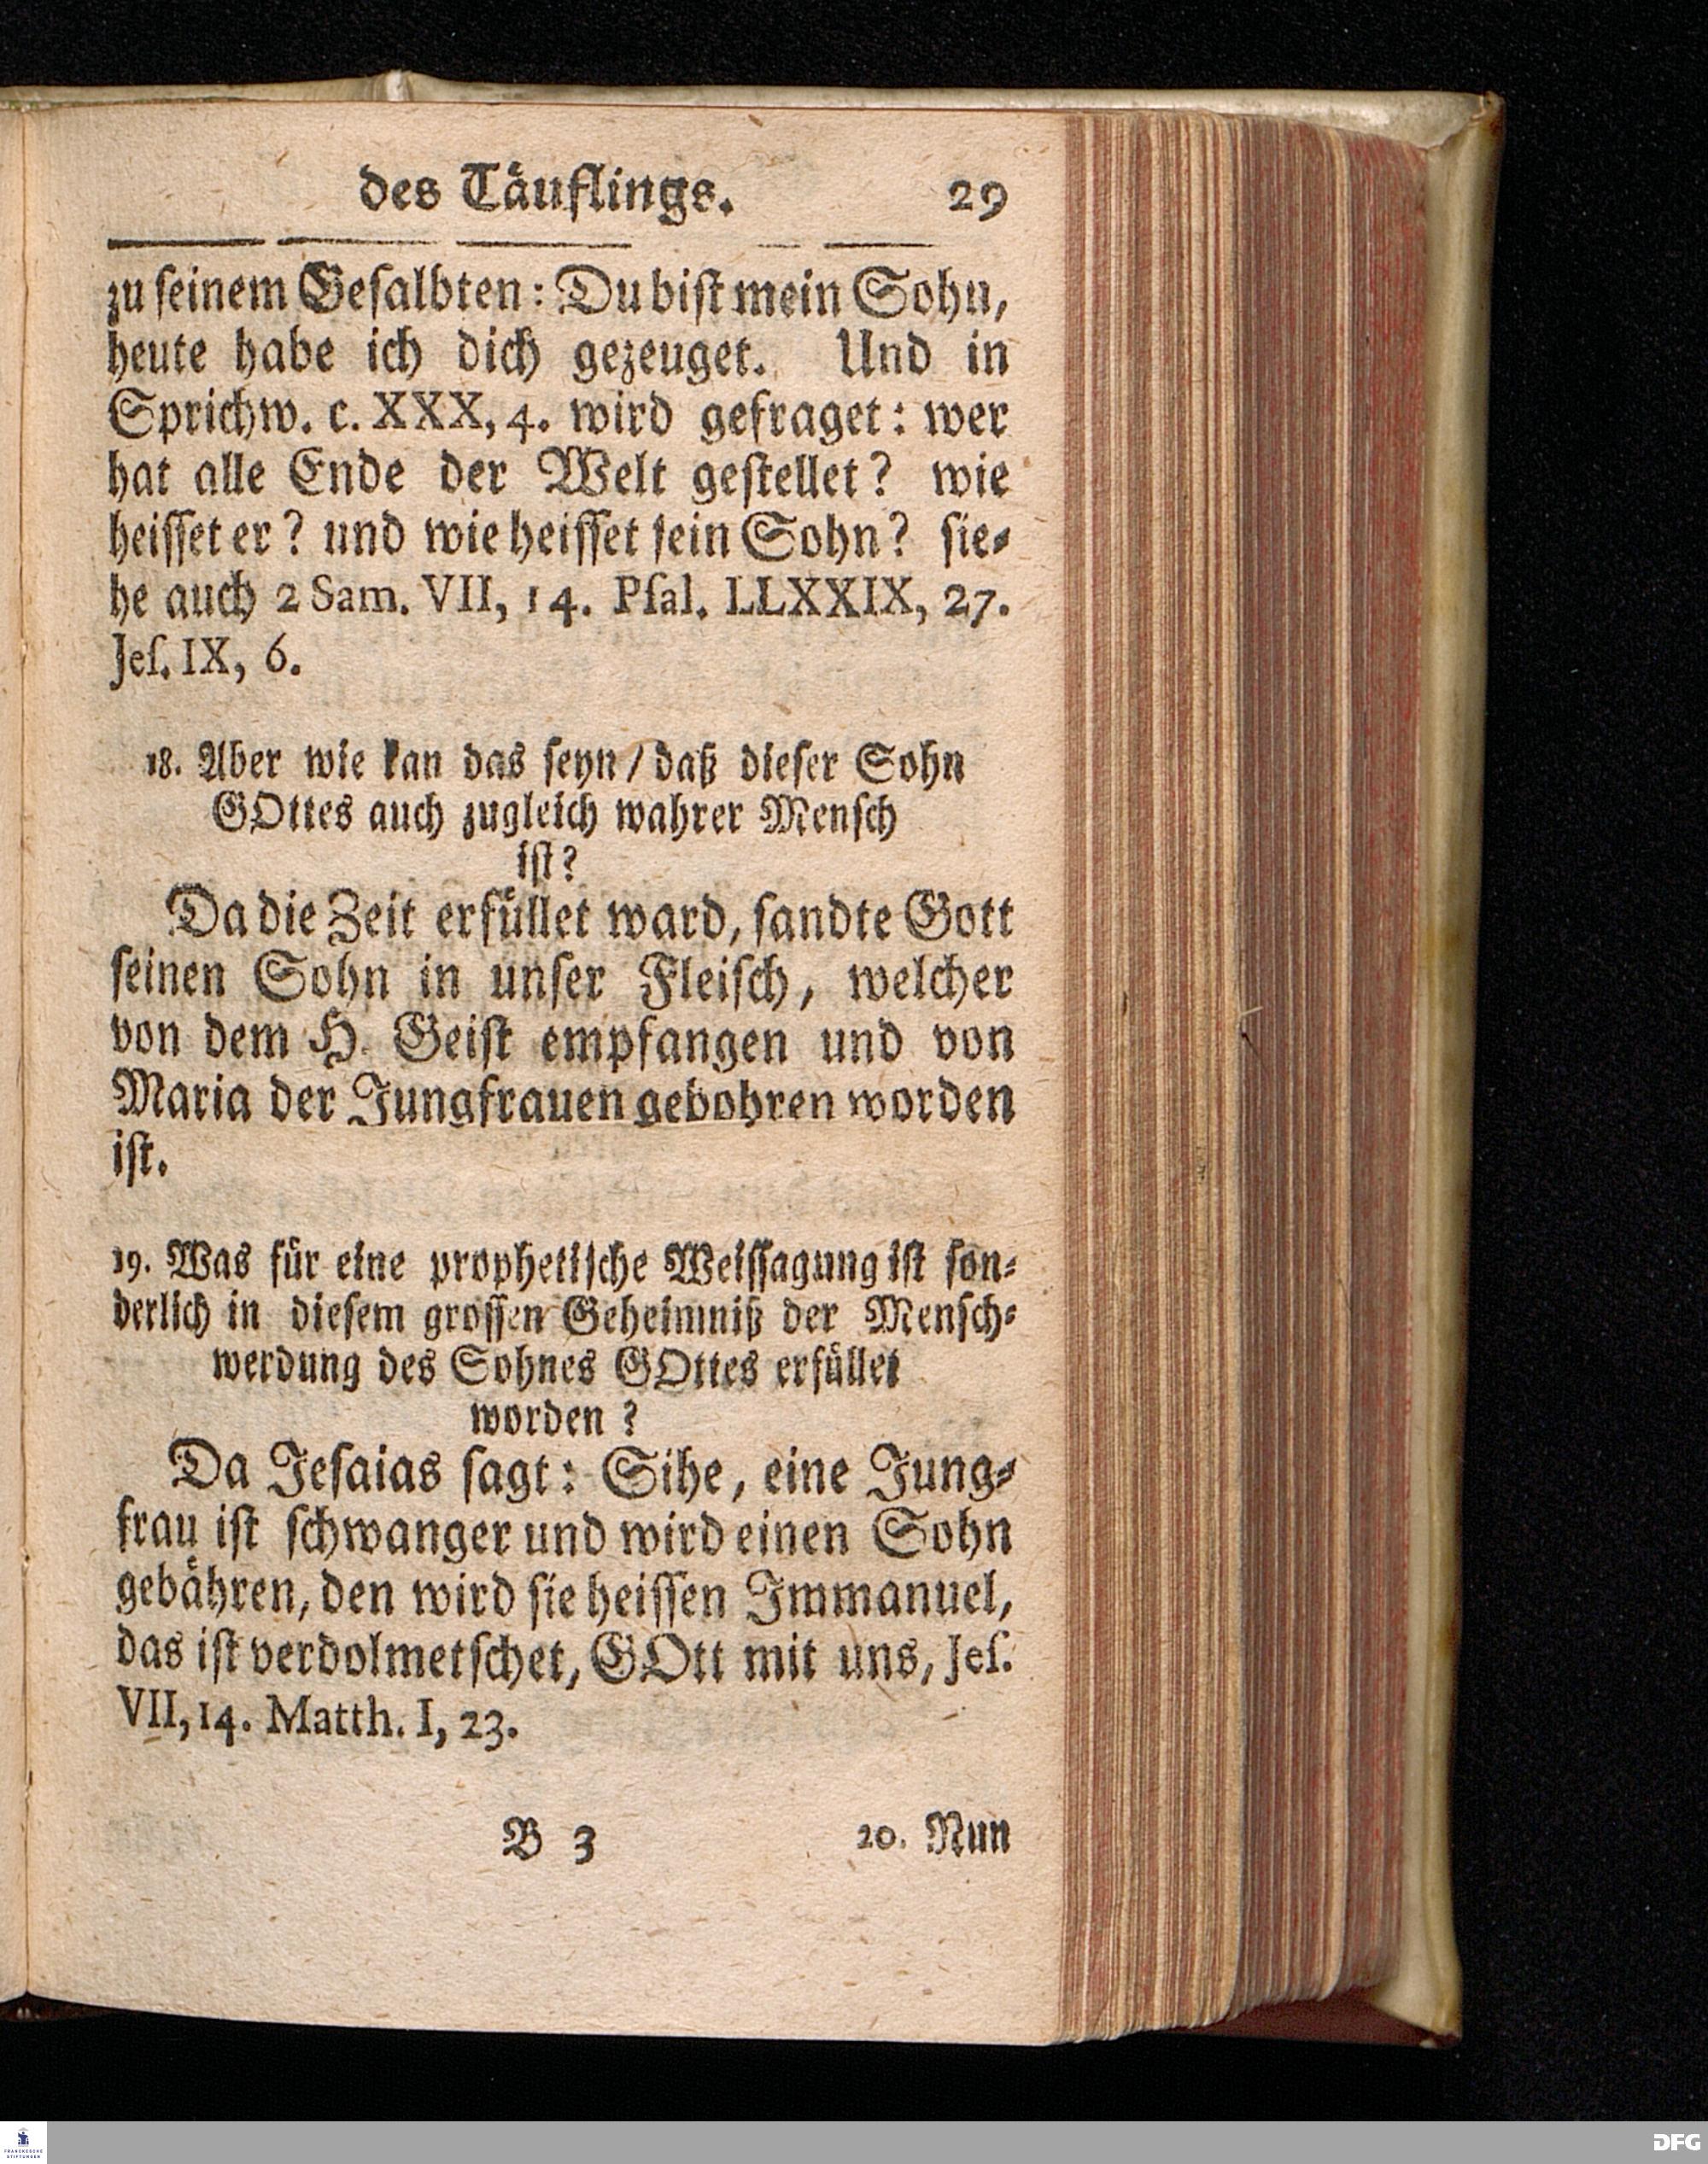 des Täuflings. 29
zu ſeinem Geſalbten: Du biſt mein Sohn,
heute habe ich dich gezeuget. Und in
Sprichw. c. XXX, 4. wird gefraget: wer
hat alle Ende der Welt geſtellet? wie
heiſſet er? und wie heiſſet ſein Sohn? ſie⸗
he auch 2 Sam. VII, 14. Pſal. LLXXIX, 27.
Jeſ. IX, 6.
18. Aber wie kan das ſeyn / daß dieſer Sohn
GOttes auch zugleich wahrer Menſch
iſt?
Da die Zeit erfüllet ward, ſandte Gott
ſeinen Sohn in unſer Fleiſch, welcher
von dem H. Geiſt empfangen und von
Maria der Jungfrauen gebohren worden
iſt.
19. Was für eine prophetiſche Weiſſagung iſt ſon⸗
derlich in dieſem groſſen Geheimniß der Menſch⸗
werdung des Sohnes GOttes erfüllet
worden?
Da Jeſaias ſagt: Sihe, eine Jung⸗
frau iſt ſchwanger und wird einen Sohn
gebähren, den wird ſie heiſſen Immanuel,
das iſt verdolmetſchet, GOtt mit uns, Jeſ.
VII, 14. Matth. I, 23.
B 3 20. Nun
FRANCKESCHE
STIFTUNGEN
DFG